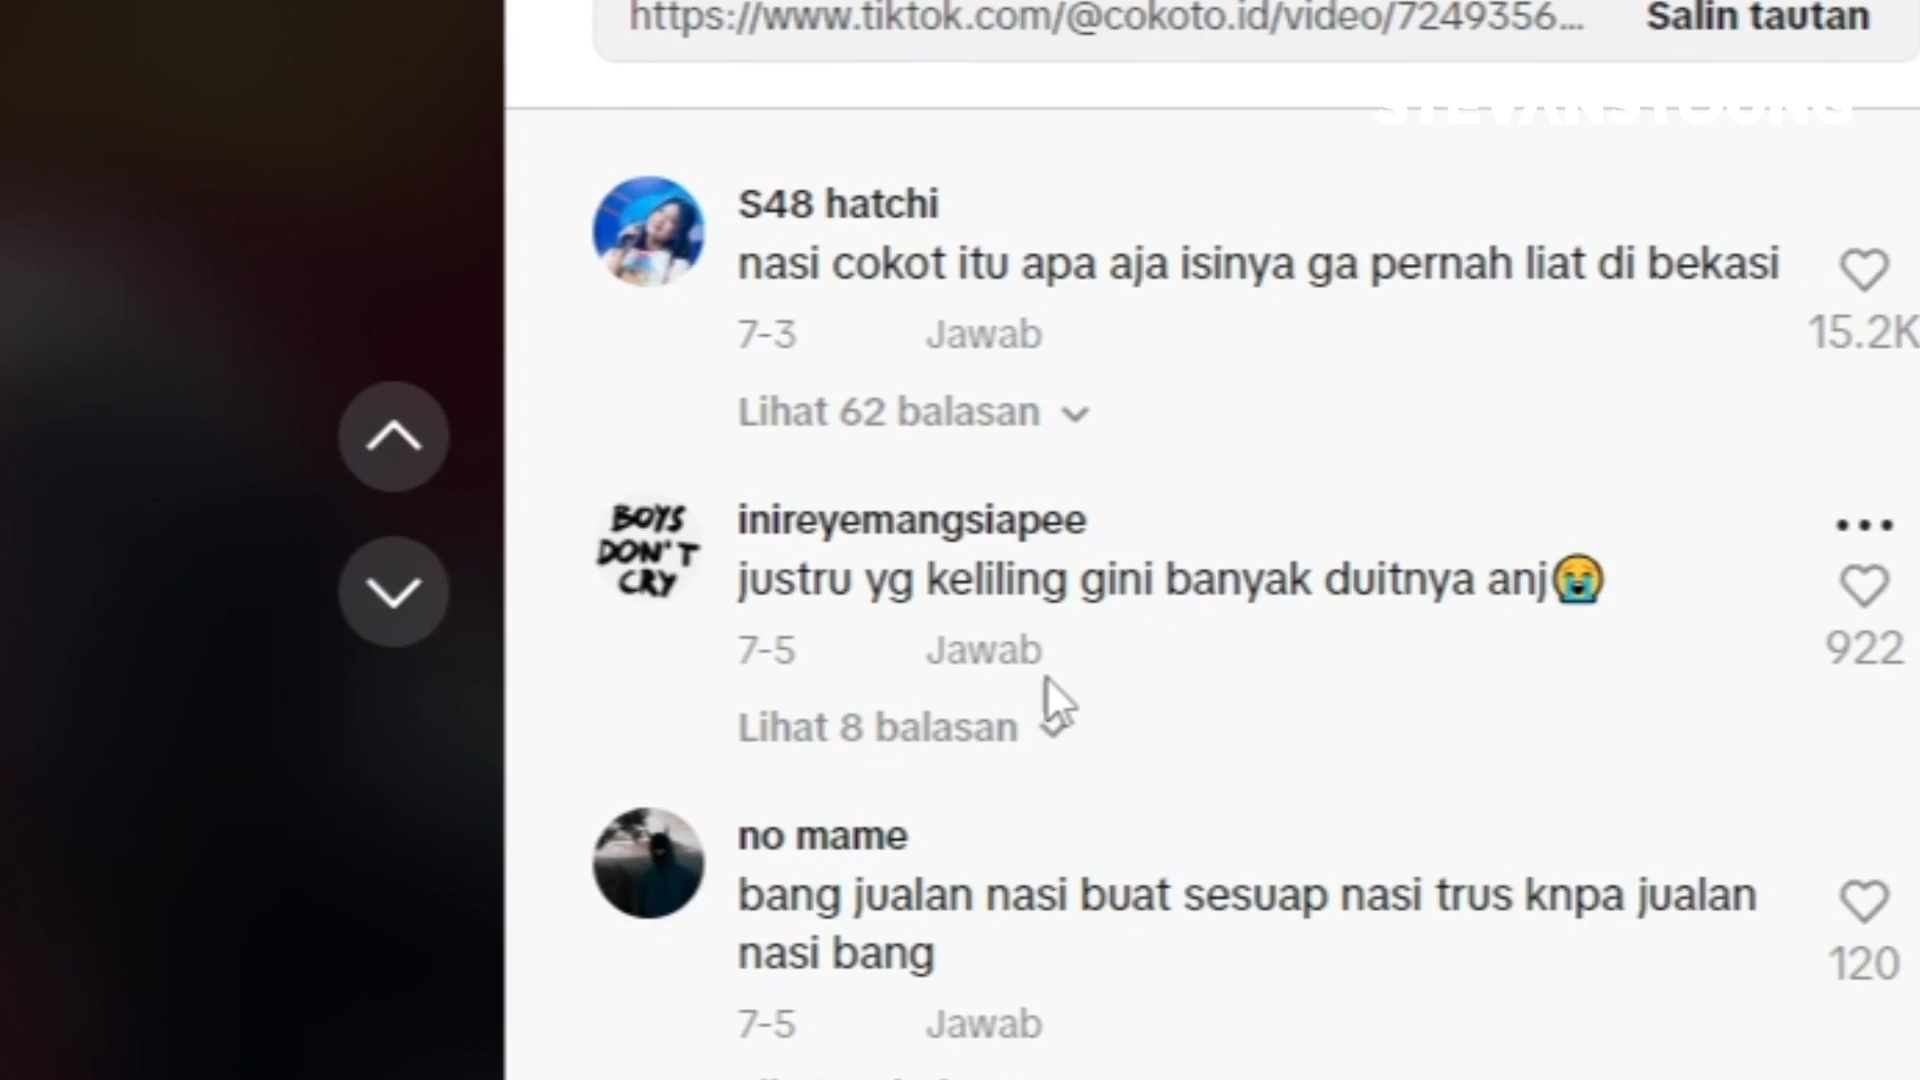 https://www.tiktok.com/@cokoto.id/video/7249356... Salin tautan
STEVANSYOUNG
S48 hatchi
nasi cokot itu apa aja isinya ga pernah liat di bekasi
7-3 Jawab
15.2K
Lihat 62 balasan
BOYS
DON'T
CRY
inireyemangsiapee
justru yg keliling gini banyak duitnya anj😭
7-5 Jawab
922
Lihat 8 balasan
no mame
bang jualan nasi buat sesuap nasi trus knpa jualan
nasi bang
120
7-5 Jawab